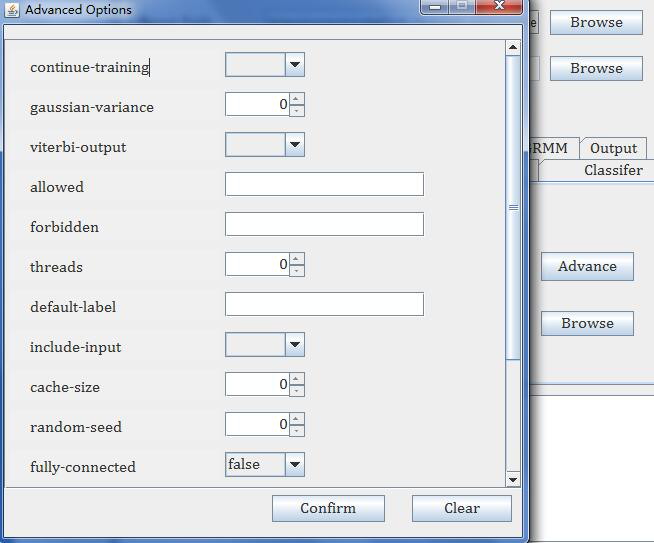 Advanced Options
continue-training
gaussian-variance 0
viterbi-output
allowed
forbidden
threads 0
default-label
include-input
cache-size 0
random-seed 0
fully-connected false
Confirm Clear
Browse
Browse
RMM Output
Classifer
Advance
Browse